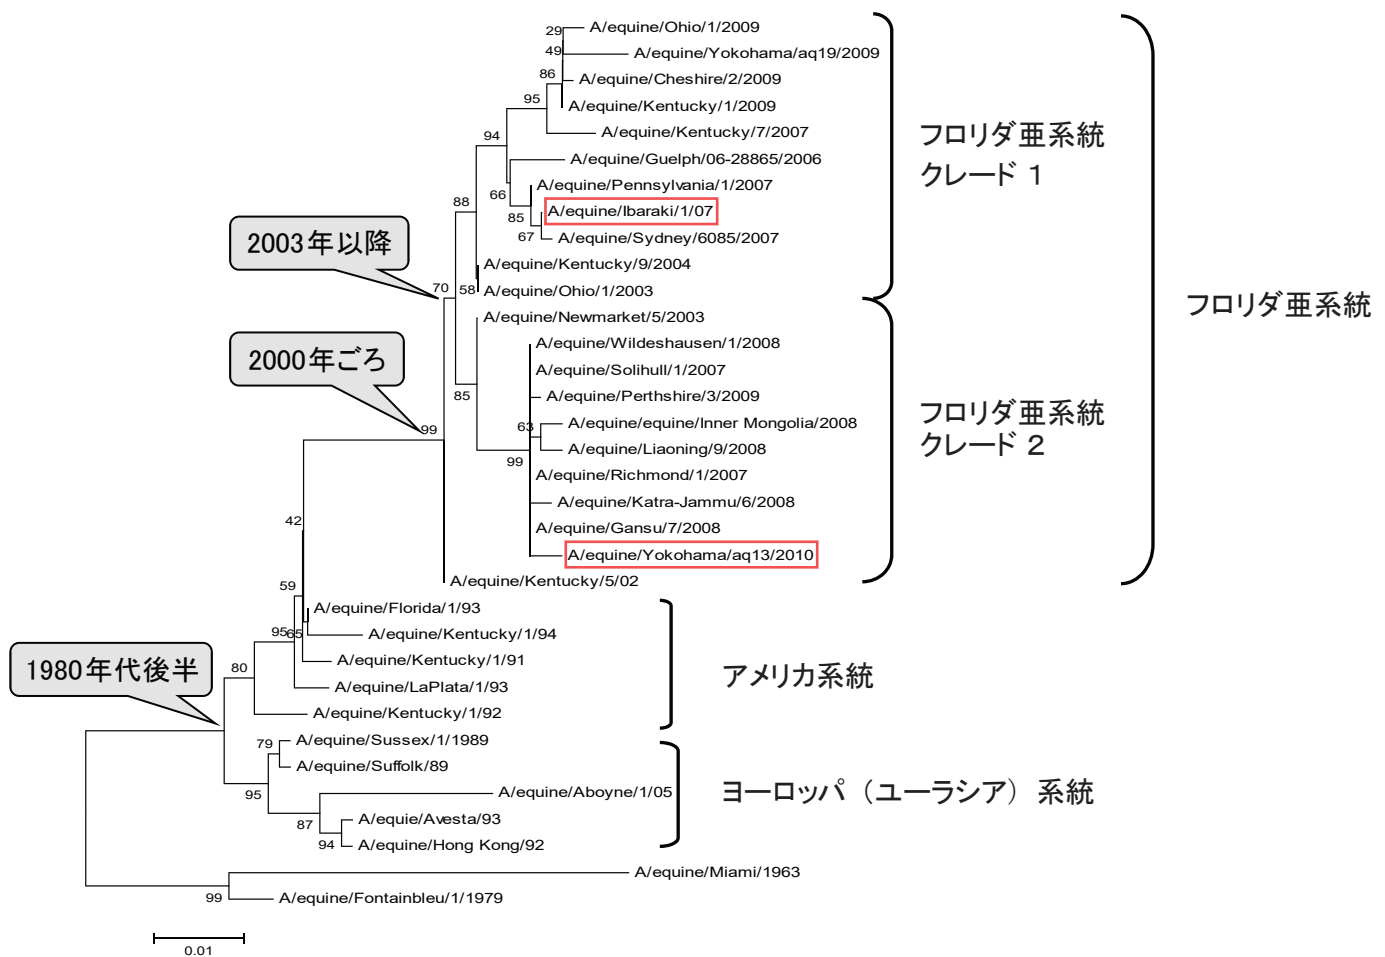 29
A/equine/Ohio/1/2009
49
A/equine/Yokohama/aq19/2009
86
A/equine/Cheshire/2/2009
95
A/equine/Kentucky/1/2009
94
A/equine/Kentucky/7/2007
A/equine/Guelph/06-28865/2006
66
A/equine/Pennsylvania/1/2007
88
85
A/equine/Ibaraki/1/07
67
A/equine/Sydney/6085/2007
A/equine/Kentucky/9/2004
70
58
A/equine/Ohio/1/2003
フロリダ亜系統
クレード 1
2003年以降
フロリダ亜系統
A/equine/Newmarket/5/2003
A/equine/Wildeshausen/1/2008
2000年ごろ
A/equine/Solihull/1/2007
85
A/equine/Perthshire/3/2009
99
63
A/equine/equine/Inner Mongolia/2008
A/equine/Liaoning/9/2008
99
A/equine/Richmond/1/2007
A/equine/Katra-Jammu/6/2008
A/equine/Gansu/7/2008
A/equine/Yokohama/aq13/2010
フロリダ亜系統
クレード 2
42
A/equine/Kentucky/5/02
59
A/equine/Florida/1/93
95
65
A/equine/Kentucky/1/94
A/equine/Kentucky/1/91
80
A/equine/LaPlata/1/93
A/equine/Kentucky/1/92
アメリカ系統
1980年代後半
79
A/equine/Sussex/1/1989
A/equine/Suffolk/89
95
A/equine/Aboyne/1/05
87
A/equie/Avesta/93
94
A/equine/Hong Kong/92
ヨーロッパ（ユーラシア）系統
A/equine/Miami/1963
99
A/equine/Fontainbleu/1/1979
0.01